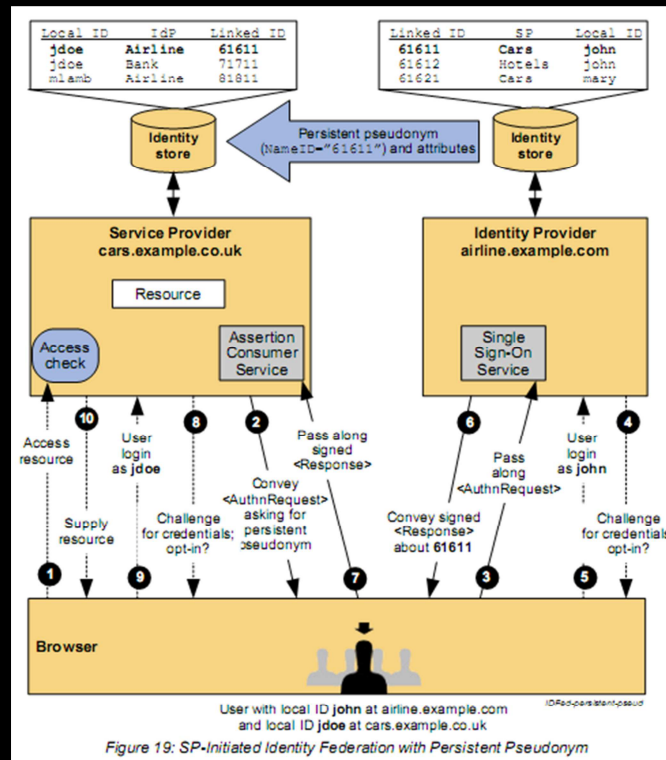 Local ID IdP Linked ID
jdoe Airline 61611
jdoe Bank 71711
mlamb Airline 81811
Linked ID SP Local ID
61611 Cars john
61612 Hotels john
61621 Cars mary
Identity
store
Persistent pseudonym
(NameID="61611") and attributes
Identity
store
Service Provider
cars.example.co.uk
Resource
Access
check
Assertion
Consumer
Service
Identity Provider
airline.example.com
Single
Sign-On
Service
10
8
2
6
4
Access
resource
Supply
resource
User
login
as jdoe
Challenge
for credentials;
opt-in?
Convey
<AuthnRequest>
asking for
persistent
pseudonym
Pass along
signed
<Response>
Convey signed
<Response>
about 61611
Pass
along
<AuthnRequest>
User
login
as john
Challenge
for credentials
opt-in?
1
9
7
3
5
Browser
User with local ID john at airline.example.com
and local ID jdoe at cars.example.co.uk
IDFed-persistent-pseud
Figure 19: SP-Initiated Identity Federation with Persistent Pseudonym